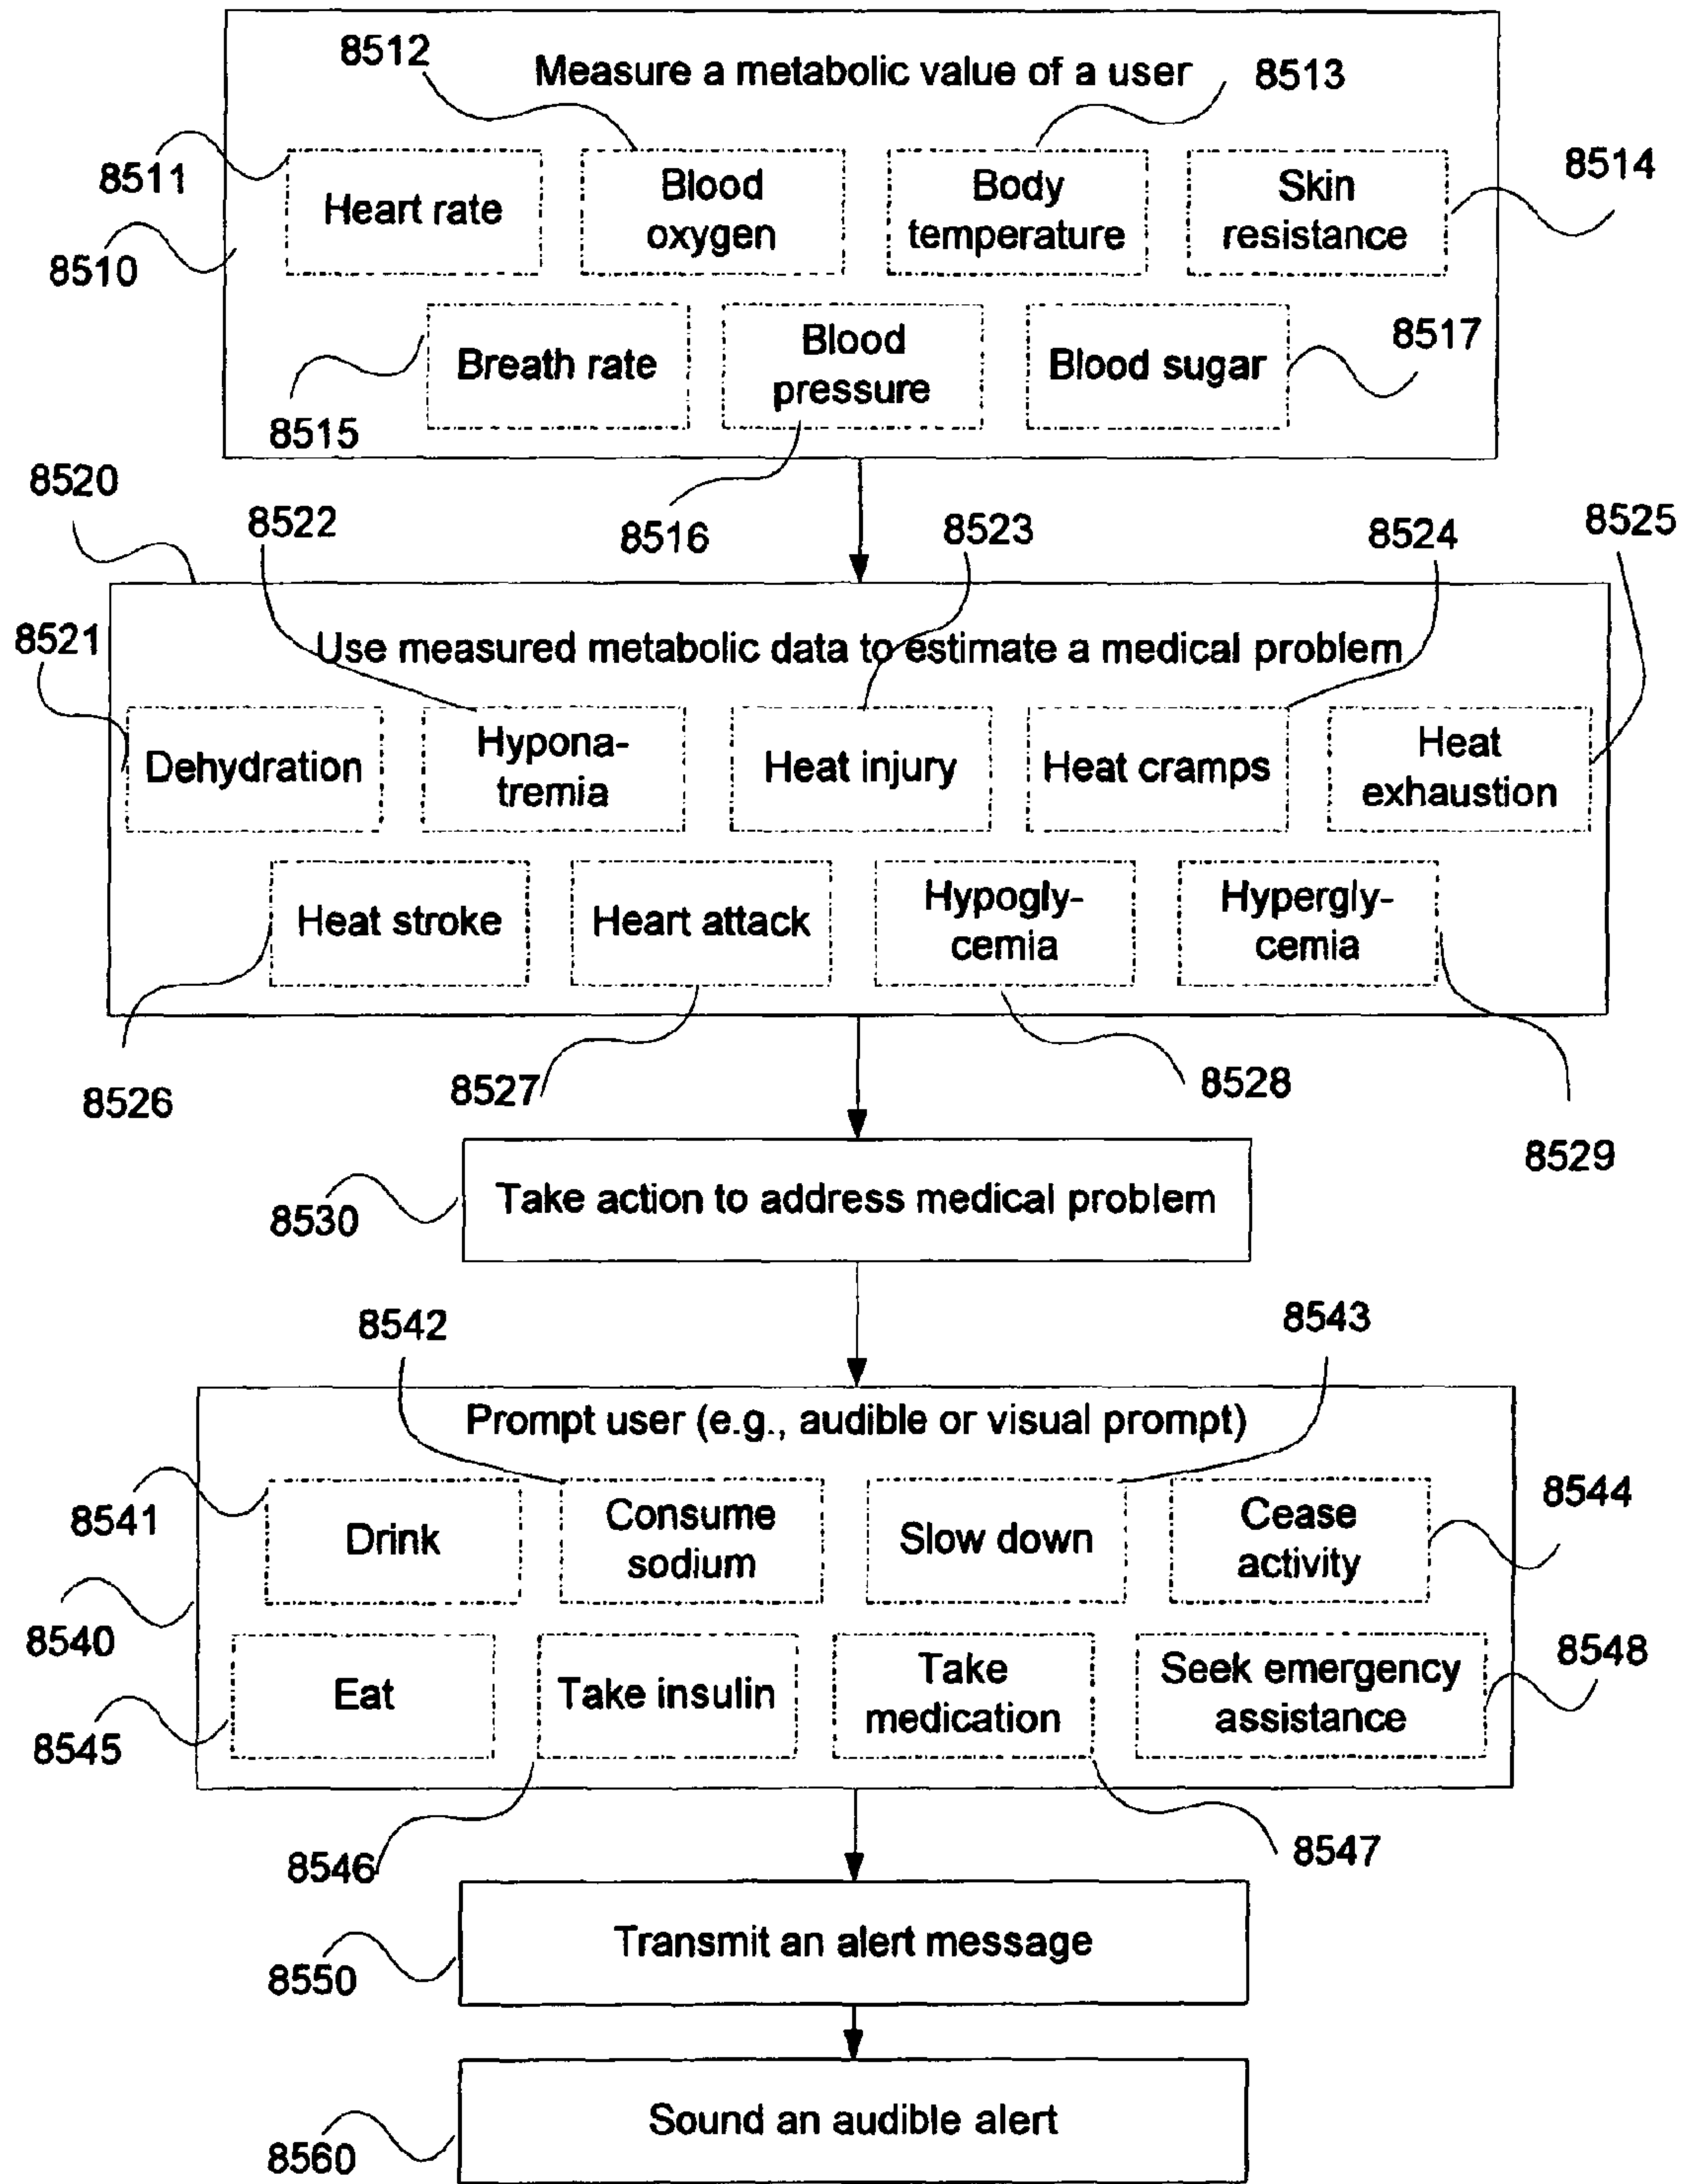 8512
Measure a metabolic value of a user
8513
8511
Heart rate
Blood
oxygen
Body
temperature
Skin
resistance
8514
8510
Breath rate
Blood
pressure
Blood sugar
8517
8515
8516
8520
8522
8523
8524
8525
8521
Use measured metabolic data to estimate a medical problem
Dehydration
Hypona-
tremia
Heat injury
Heat cramps
Heat
exhaustion
Heat stroke
Heart attack
Hypogly-
cemia
Hypergly-
cemia
8526
8527
8528
8529
8530
Take action to address medical problem
8542
8543
Prompt user (e.g., audible or visual prompt)
8541
Drink
Consume
sodium
Slow down
Cease
activity
8544
8540
Eat
Take insulin
Take
medication
Seek emergency
assistance
8548
8545
8546
8547
Transmit an alert message
8550
Sound an audible alert
8560